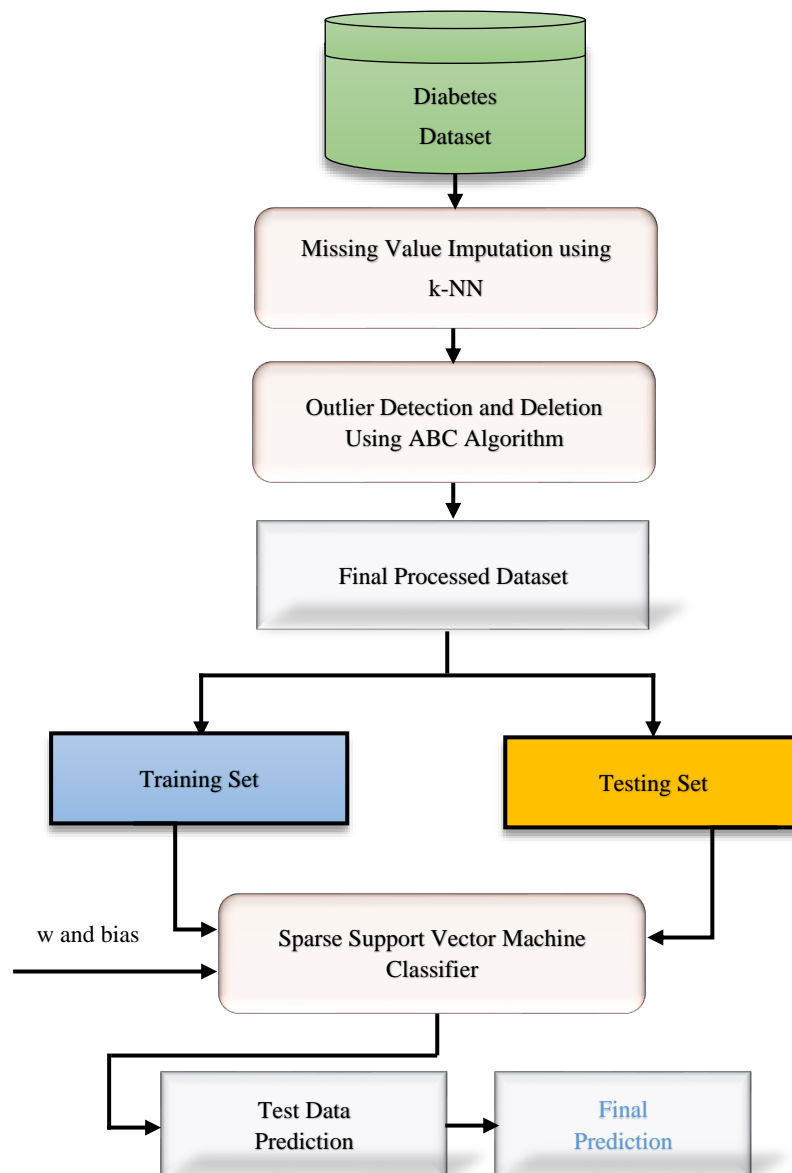 Diabetes
Dataset
Missing Value Imputation using
k-NN
Outlier Detection and Deletion
Using ABC Algorithm
Final Processed Dataset
Training Set
Testing Set
w and bias
Sparse Support Vector Machine
Classifier
Test Data
Prediction
Final
Prediction